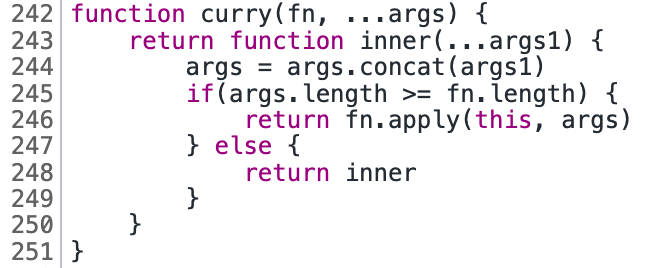 242 function curry(fn, ...args) {
243     return function inner(...args1) {
244         args = args.concat(args1)
245         if(args.length >= fn.length) {
246             return fn.apply(this, args)
247         } else {
248             return inner
249         }
250     }
251 }